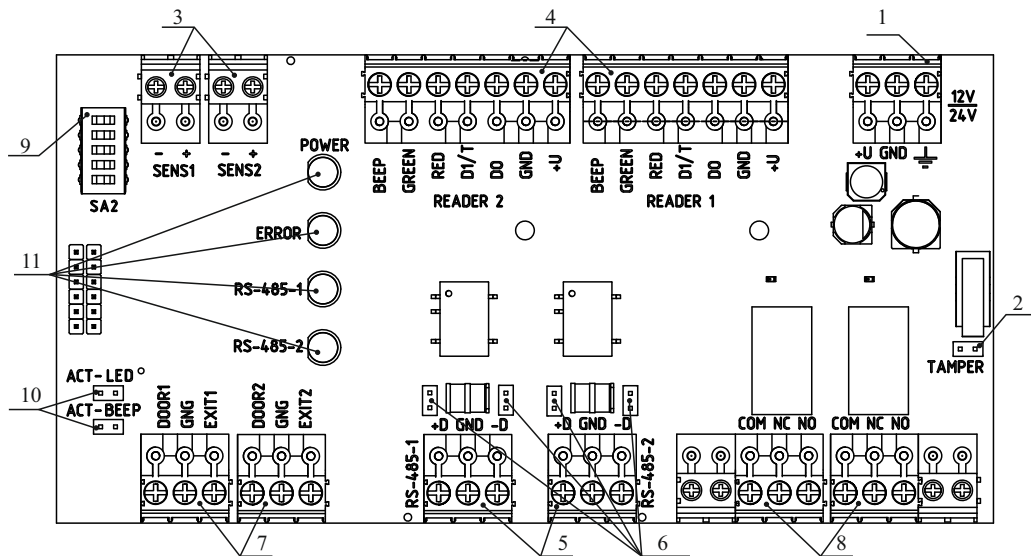 3
4
1
9
SA2
- +
SENS1
- +
SENS2
POWER
BEEP
GREEN
RED
D1/T
D0
GND
+U
READER 2
BEEP
GREEN
RED
D1/T
D0
GND
+U
READER 1
12V
24V
+U GND
11
ERROR
RS-485-1
RS-485-2
2
TAMPER
10
ACT-LED
ACT-BEEP
DOOR1
GNG
EXIT1
DOOR2
GNG
EXIT2
+D GND -D
RS-485-1
+D GND -D
RS-485-2
COM NC NO
COM NC NO
7
5
6
8